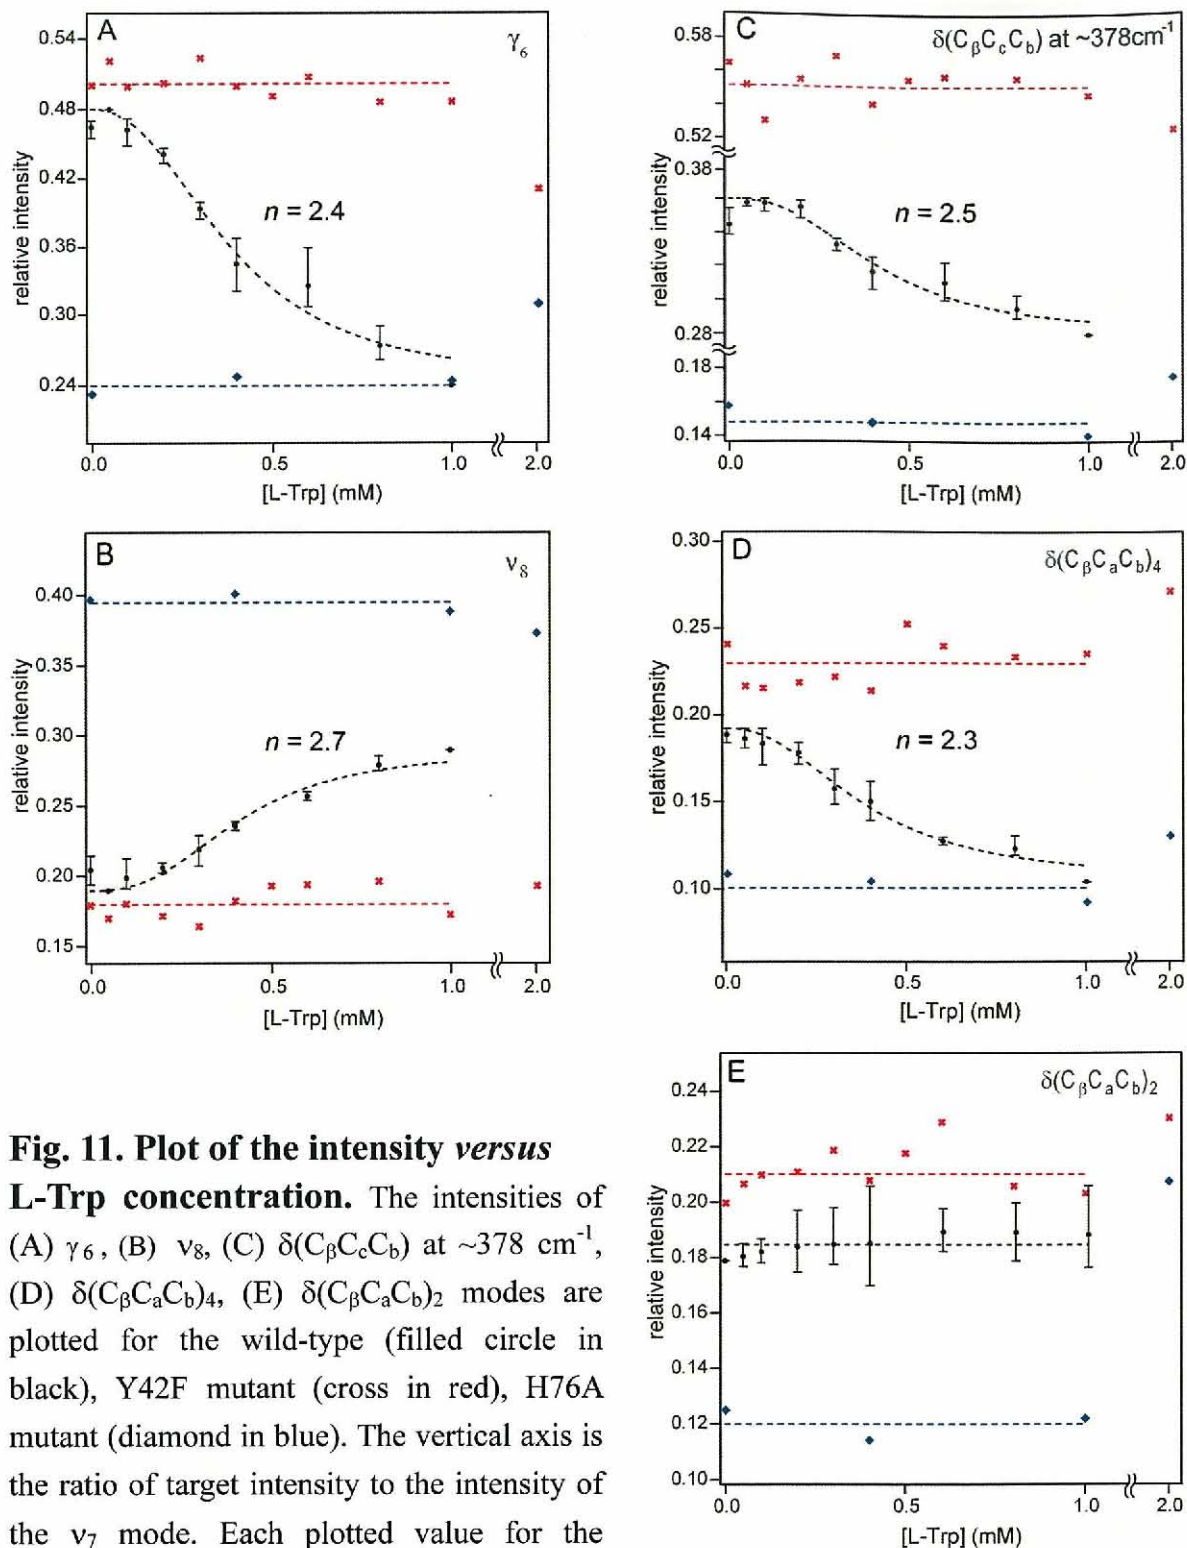 A
γ6
0.54
0.48
0.42
0.36
0.30
0.24
relative intensity
n = 2.4
0.0
0.5
1.0
2.0
[L-Trp] (mM)
B
ν8
0.40
0.35
0.30
0.25
0.20
0.15
relative intensity
n = 2.7
0.0
0.5
1.0
2.0
[L-Trp] (mM)
C
δ(CβCcCb) at ~378cm-1
0.58
0.52
0.38
0.28
0.18
0.14
relative intensity
n = 2.5
0.0
0.5
1.0
2.0
[L-Trp] (mM)
D
δ(CβCaCb)4
0.30
0.25
0.20
0.15
0.10
relative intensity
n = 2.3
0.0
0.5
1.0
2.0
[L-Trp] (mM)
E
δ(CβCaCb)2
0.24
0.22
0.20
0.18
0.16
0.14
0.12
0.10
relative intensity
0.0
0.5
1.0
2.0
[L-Trp] (mM)
Fig. 11. Plot of the intensity versus
L-Trp concentration. The intensities of
(A) γ6, (B) ν8, (C) δ(CβCcCb) at ~378 cm-1,
(D) δ(CβCaCb)4, (E) δ(CβCaCb)2 modes are
plotted for the wild-type (filled circle in
black), Y42F mutant (cross in red), H76A
mutant (diamond in blue). The vertical axis is
the ratio of target intensity to the intensity of
the ν7 mode. Each plotted value for the